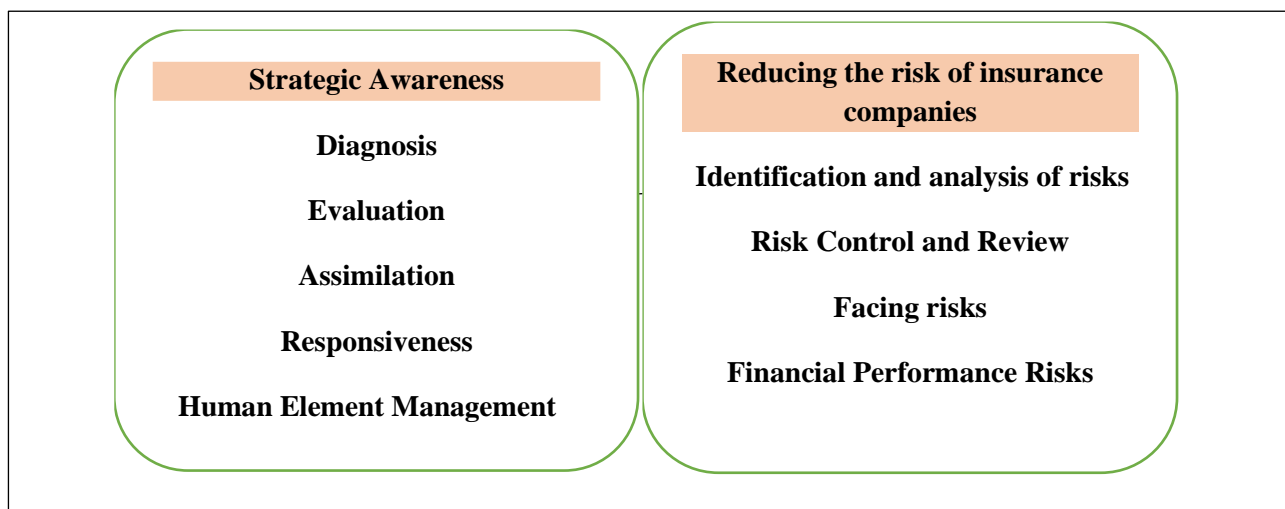 Strategic Awareness
Diagnosis
Evaluation
Assimilation
Responsiveness
Human Element Management
Reducing the risk of insurance
companies
Identification and analysis of risks
Risk Control and Review
Facing risks
Financial Performance Risks